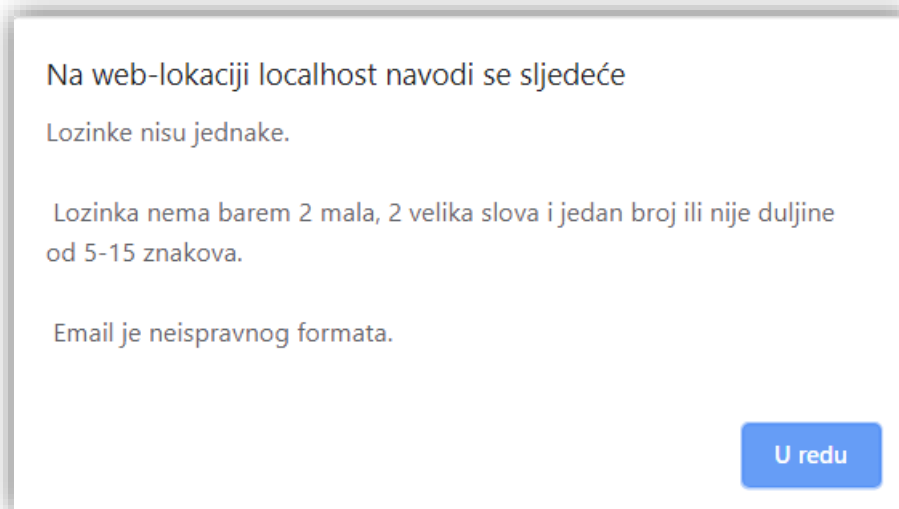 Na web-lokaciji localhost navodi se sljedeće
Lozinke nisu jednake.
Lozinka nema barem 2 mala, 2 velika slova i jedan broj ili nije duljine
od 5-15 znakova.
Email je neispravnog formata.
U redu